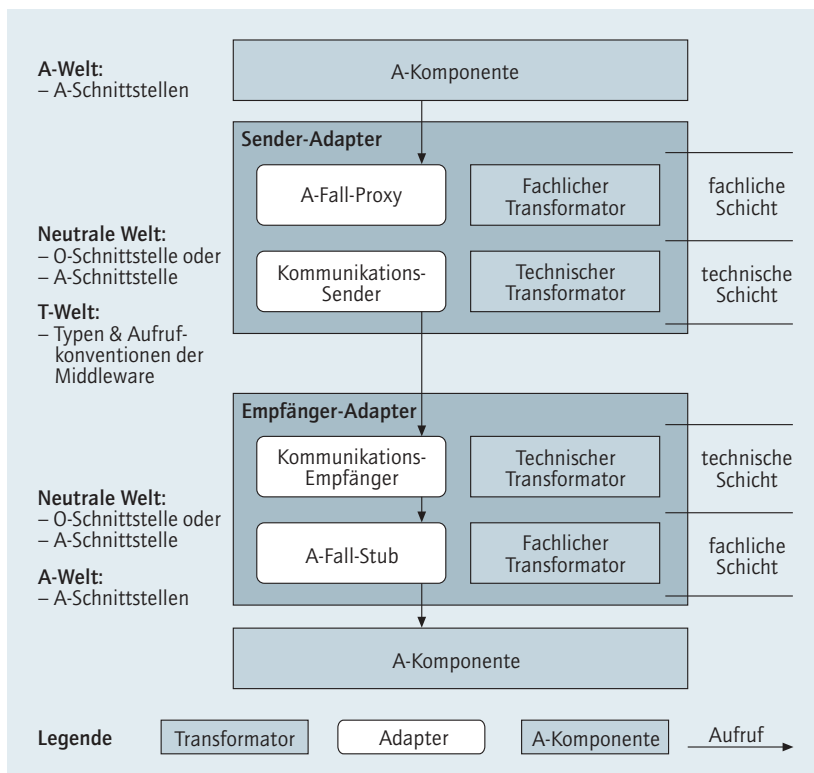 A-Welt:
– A-Schnittstellen
A-Komponente
Sender-Adapter
A-Fall-Proxy
Fachlicher
Transformator
fachliche
Schicht
Neutrale Welt:
– O-Schnittstelle oder
– A-Schnittstelle
Kommunikations-
Sender
Technischer
Transformator
technische
Schicht
T-Welt:
– Typen & Aufruf-
konventionen der
Middleware
Empfänger-Adapter
Kommunikations-
Empfänger
Technischer
Transformator
technische
Schicht
Neutrale Welt:
– O-Schnittstelle oder
– A-Schnittstelle
A-Fall-Stub
Fachlicher
Transformator
fachliche
Schicht
A-Welt:
– A-Schnittstellen
A-Komponente
Legende
Transformator
Adapter
A-Komponente
Aufruf